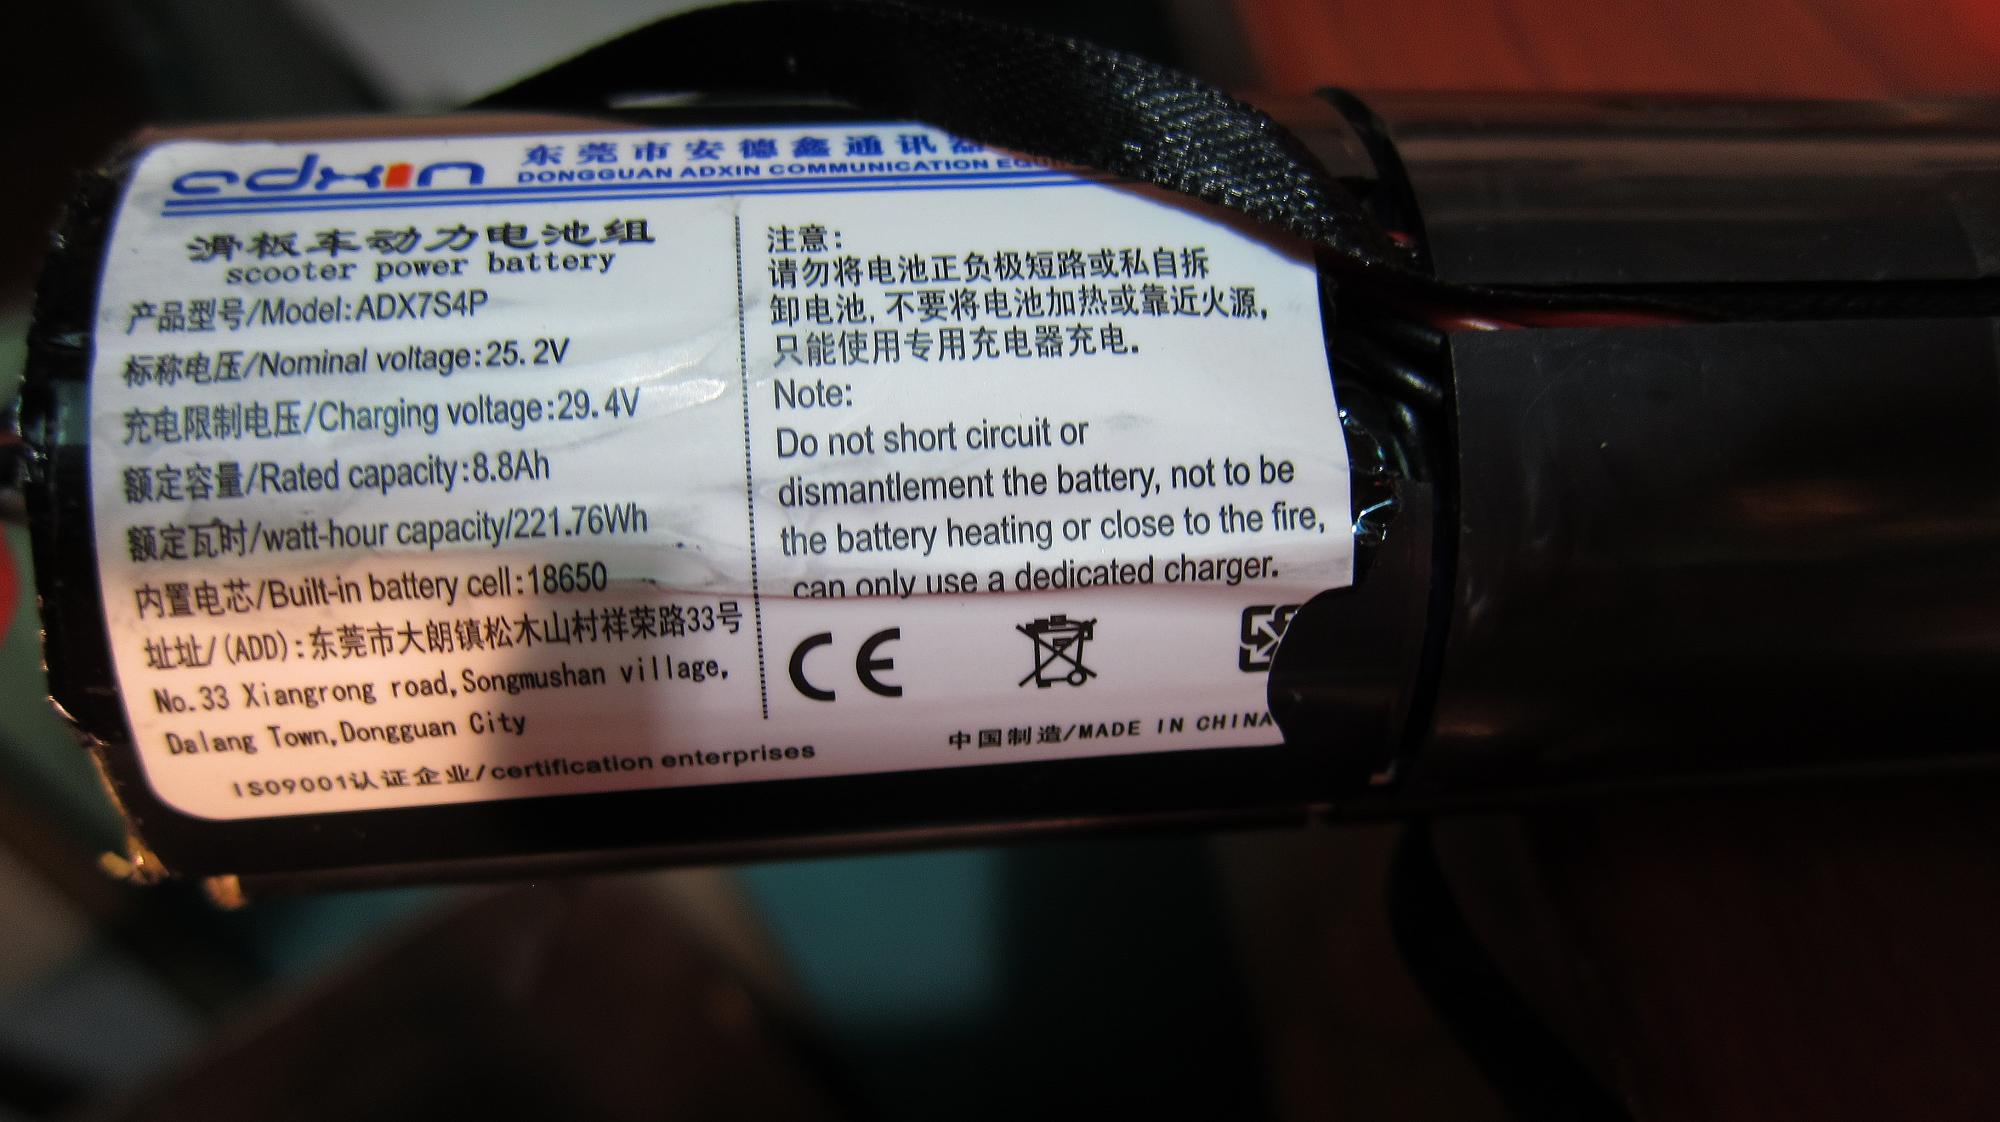 adxin
东莞市安德鑫通讯器
DONGGUAN ADXIN COMMUNICATION
滑板车动力电池组
scooter power battery
产品型号/Model:ADX7S4P
标称电压/Nominal voltage:25.2V
充电限制电压/Charging voltage:29.4V
额定容量/Rated capacity:8.8Ah
额定瓦时/watt-hour capacity/221.76Wh
内置电芯/Built-in battery cell:18650
址址/(ADD):东莞市大朗镇松木山村祥荣路33号
No.33 Xiangrong road,Songmushan village,
Dalang Town,Dongguan City
ISO9001认证企业/certification enterprises
注意:
请勿将电池正负极短路或私自拆
卸电池,不要将电池加热或靠近火源,
只能使用专用充电器充电.
Note:
Do not short circuit or
dismantlement the battery, not to be
the battery heating or close to the fire,
can only use a dedicated charger.
CE
中国制造/MADE IN CHINA